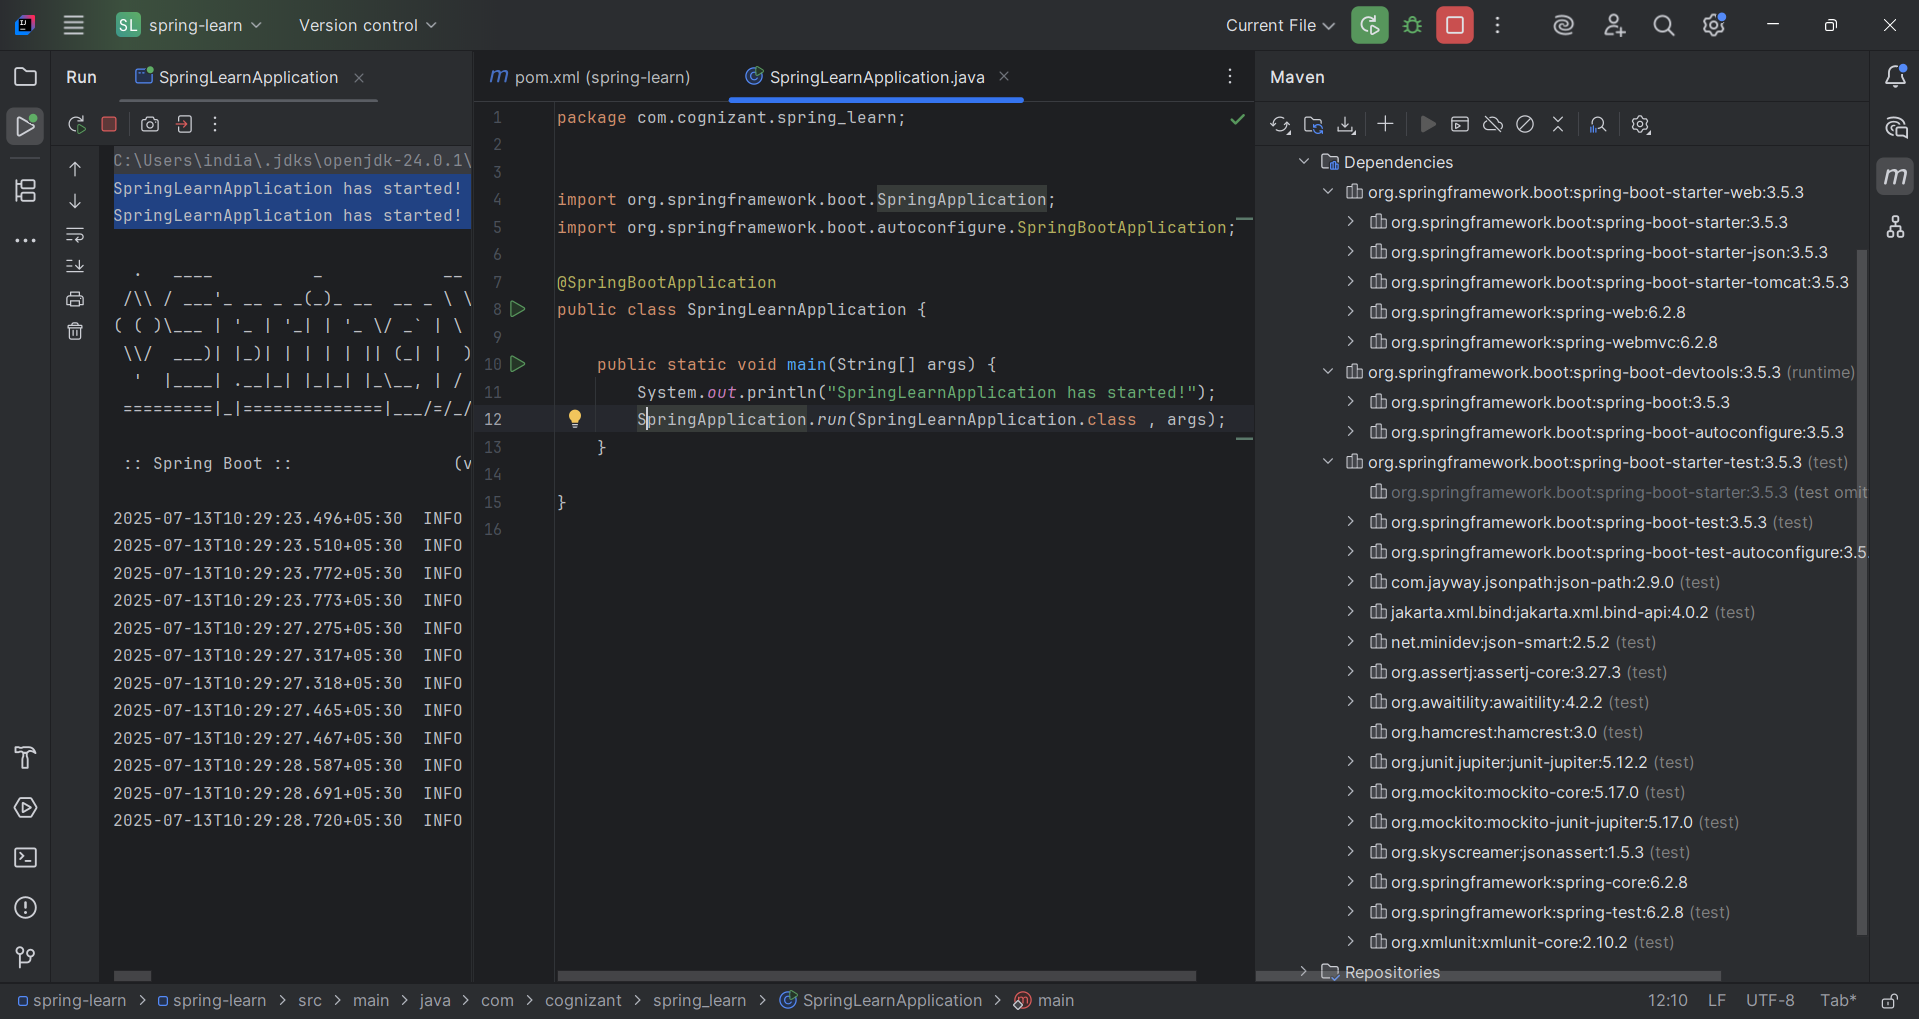 SL spring-learn
Version control
Current File
Run
SpringLearnApplication
C:\Users\india\.jdks\openjdk-24.0.1\
SpringLearnApplication has started!
SpringLearnApplication has started!
  .   ____          _            __
 /\\ / ___'_ __ _ _(_)_ __  __ _ \ \
( ( )\___ | '_ | '_| | '_ \/ _` | \
 \\/  ___)| |_)| | | | | || (_| |  )
  '  |____| .__|_| |_|_| |_\__, | /
 =========|_|==============|___/=/_/
:: Spring Boot :: (v
2025-07-13T10:29:23.496+05:30 INFO
2025-07-13T10:29:23.510+05:30 INFO
2025-07-13T10:29:23.772+05:30 INFO
2025-07-13T10:29:23.773+05:30 INFO
2025-07-13T10:29:27.275+05:30 INFO
2025-07-13T10:29:27.317+05:30 INFO
2025-07-13T10:29:27.318+05:30 INFO
2025-07-13T10:29:27.465+05:30 INFO
2025-07-13T10:29:27.467+05:30 INFO
2025-07-13T10:29:28.587+05:30 INFO
2025-07-13T10:29:28.691+05:30 INFO
2025-07-13T10:29:28.720+05:30 INFO
m pom.xml (spring-learn)
SpringLearnApplication.java
1 package com.cognizant.spring_learn;
2
3
4 import org.springframework.boot.SpringApplication;
5 import org.springframework.boot.autoconfigure.SpringBootApplication;
6
7 @SpringBootApplication
8 public class SpringLearnApplication {
9
10     public static void main(String[] args) {
11         System.out.println("SpringLearnApplication has started!");
12         SpringApplication.run(SpringLearnApplication.class , args);
13     }
14
15 }
16
Maven
Dependencies
org.springframework.boot:spring-boot-starter-web:3.5.3
org.springframework.boot:spring-boot-starter:3.5.3
org.springframework.boot:spring-boot-starter-json:3.5.3
org.springframework.boot:spring-boot-starter-tomcat:3.5.3
org.springframework:spring-web:6.2.8
org.springframework:spring-webmvc:6.2.8
org.springframework.boot:spring-boot-devtools:3.5.3 (runtime)
org.springframework.boot:spring-boot:3.5.3
org.springframework.boot:spring-boot-autoconfigure:3.5.3
org.springframework.boot:spring-boot-starter-test:3.5.3 (test)
org.springframework.boot:spring-boot-starter:3.5.3 (test omit
org.springframework.boot:spring-boot-test:3.5.3 (test)
org.springframework.boot:spring-boot-test-autoconfigure:3.5.
com.jayway.jsonpath:json-path:2.9.0 (test)
jakarta.xml.bind:jakarta.xml.bind-api:4.0.2 (test)
net.minidev:json-smart:2.5.2 (test)
org.assertj:assertj-core:3.27.3 (test)
org.awaitility:awaitility:4.2.2 (test)
org.hamcrest:hamcrest:3.0 (test)
org.junit.jupiter:junit-jupiter:5.12.2 (test)
org.mockito:mockito-core:5.17.0 (test)
org.mockito:mockito-junit-jupiter:5.17.0 (test)
org.skyscreamer:jsonassert:1.5.3 (test)
org.springframework:spring-core:6.2.8
org.springframework:spring-test:6.2.8 (test)
org.xmlunit:xmlunit-core:2.10.2 (test)
Repositories
m
spring-learn > spring-learn > src > main > java > com > cognizant > spring_learn > SpringLearnApplication > main
12:10 LF UTF-8 Tab*